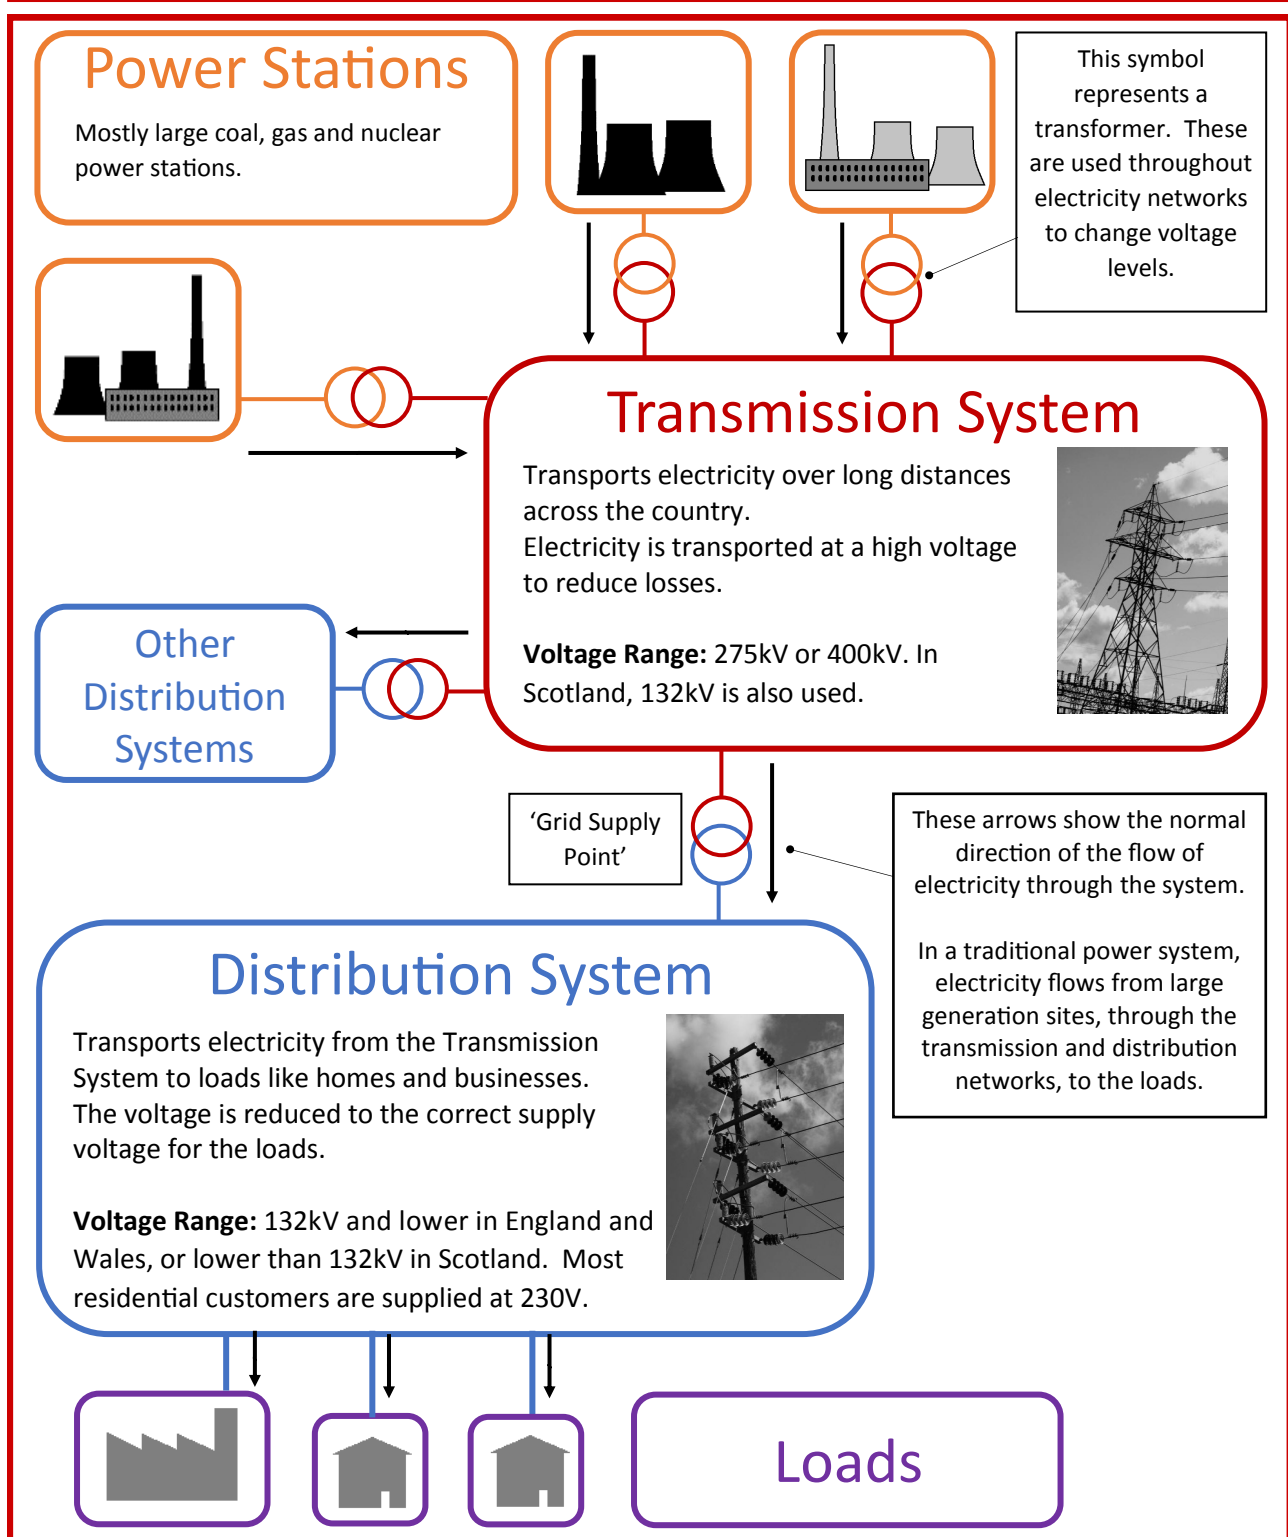 Power Stations
Mostly large coal, gas and nuclear
power stations.
This symbol
represents a
transformer.  These
are used throughout
electricity networks
to change voltage
levels.
Transmission System
Transports electricity over long distances
across the country.
Electricity is transported at a high voltage
to reduce losses.
Voltage Range: 275kV or 400kV. In
Scotland, 132kV is also used.
Other
Distribution
Systems
‘Grid Supply
Point’
These arrows show the normal
direction of the flow of
electricity through the system.
In a traditional power system,
electricity flows from large
generation sites, through the
transmission and distribution
networks, to the loads.
Distribution System
Transports electricity from the Transmission
System to loads like homes and businesses.
The voltage is reduced to the correct supply
voltage for the loads.
Voltage Range: 132kV and lower in England and
Wales, or lower than 132kV in Scotland.  Most
residential customers are supplied at 230V.
Loads